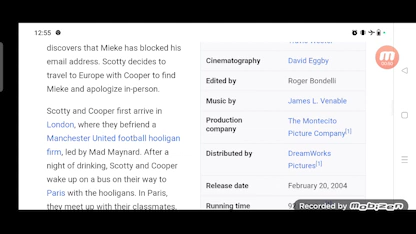 12:55
discovers that Mieke has blocked his
email address. Scotty decides to
travel to Europe with Cooper to find
Mieke and apologize in-person.
Scotty and Cooper first arrive in
London, where they befriend a
Manchester United football hooligan
firm, led by Mad Maynard. After a
night of drinking, Scotty and Cooper
wake up on a bus on their way to
Paris with the hooligans. In Paris,
they meet up with their classmates,
Cinematography David Eggby
Edited by Roger Bondelli
Music by James L. Venable
Production The Montecito
company Picture Company[1]
Distributed by DreamWorks
Pictures[1]
Release date February 20, 2004
Running time
Recorded by Mobizen